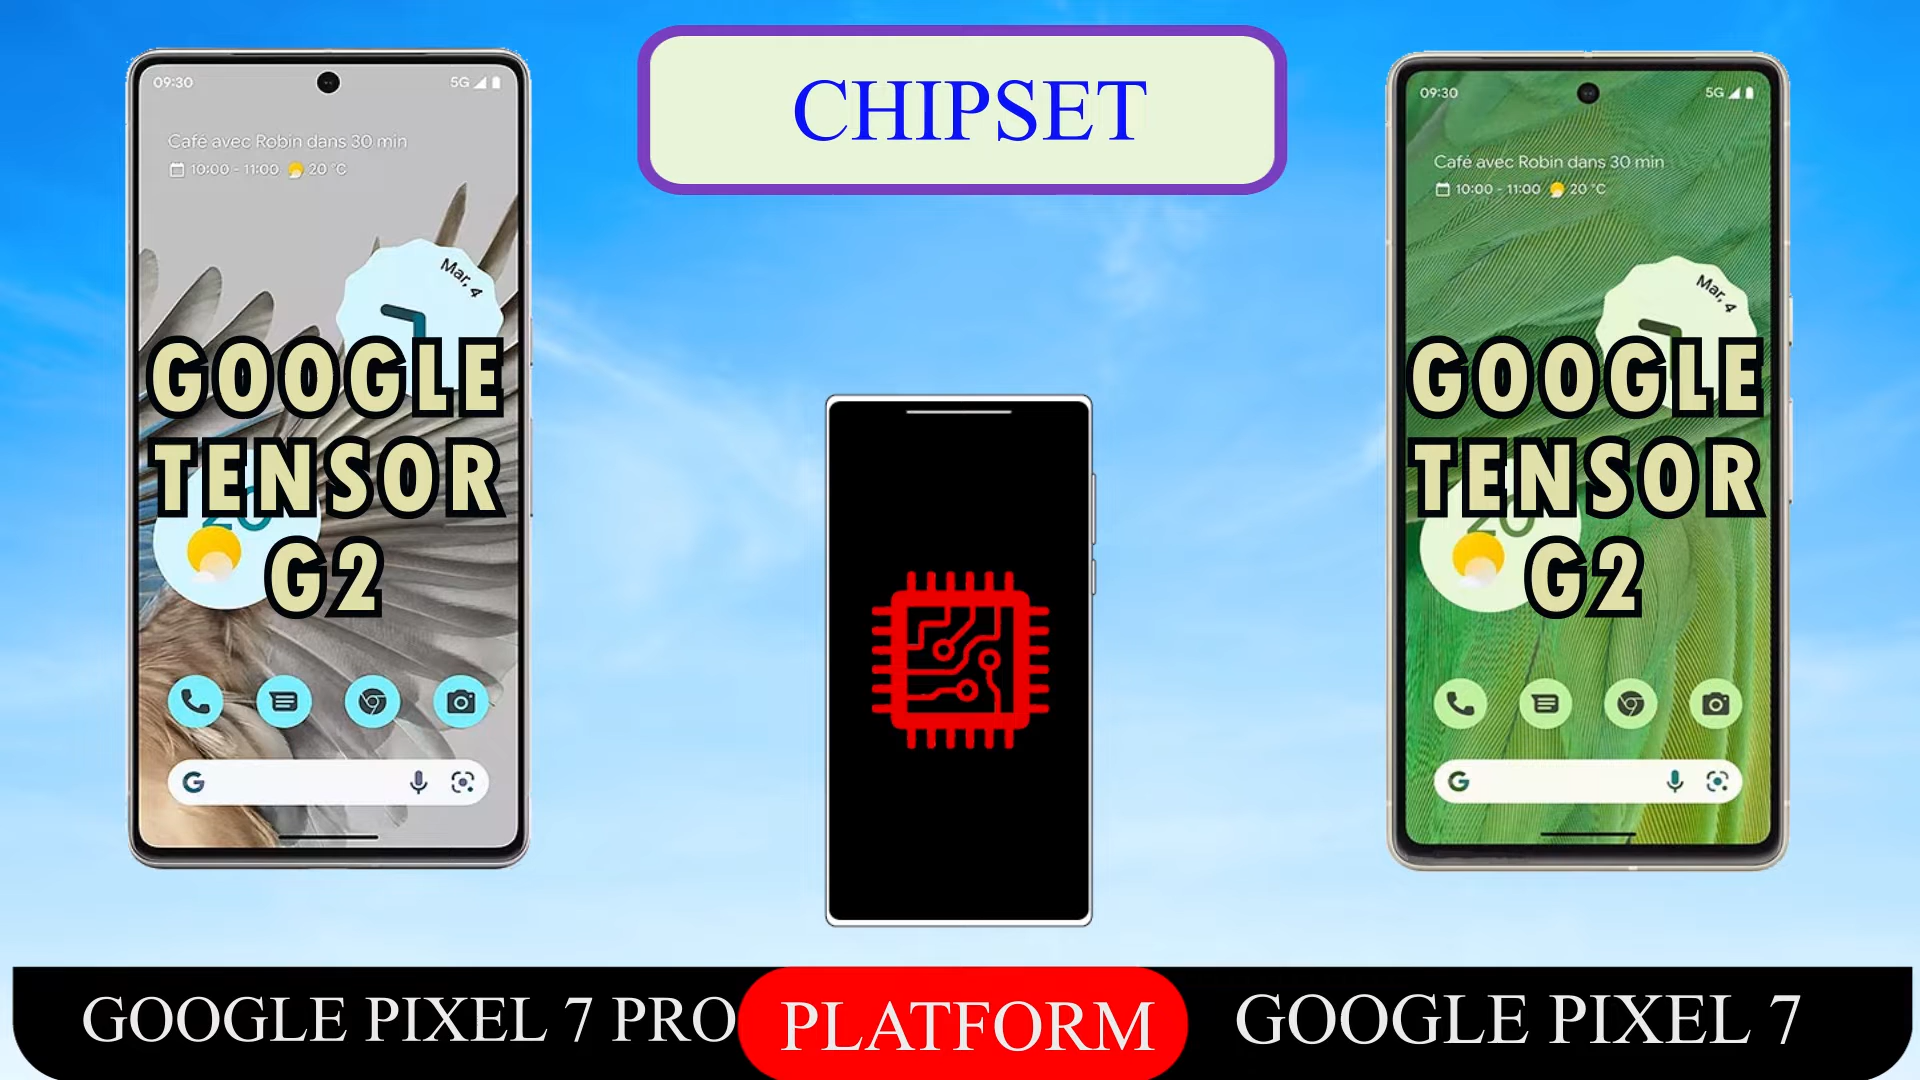 CHIPSET
09:30
5G
Café avec Robin dans 30 min
10:00 - 11:00 20 °C
Mar, 4
GOOGLE
TENSOR
G2
20
G
09:30
5G
Café avec Robin dans 30 min
10:00 - 11:00 20 °C
Mar, 4
GOOGLE
TENSOR
G2
20
G
GOOGLE PIXEL 7 PRO
PLATFORM
GOOGLE PIXEL 7